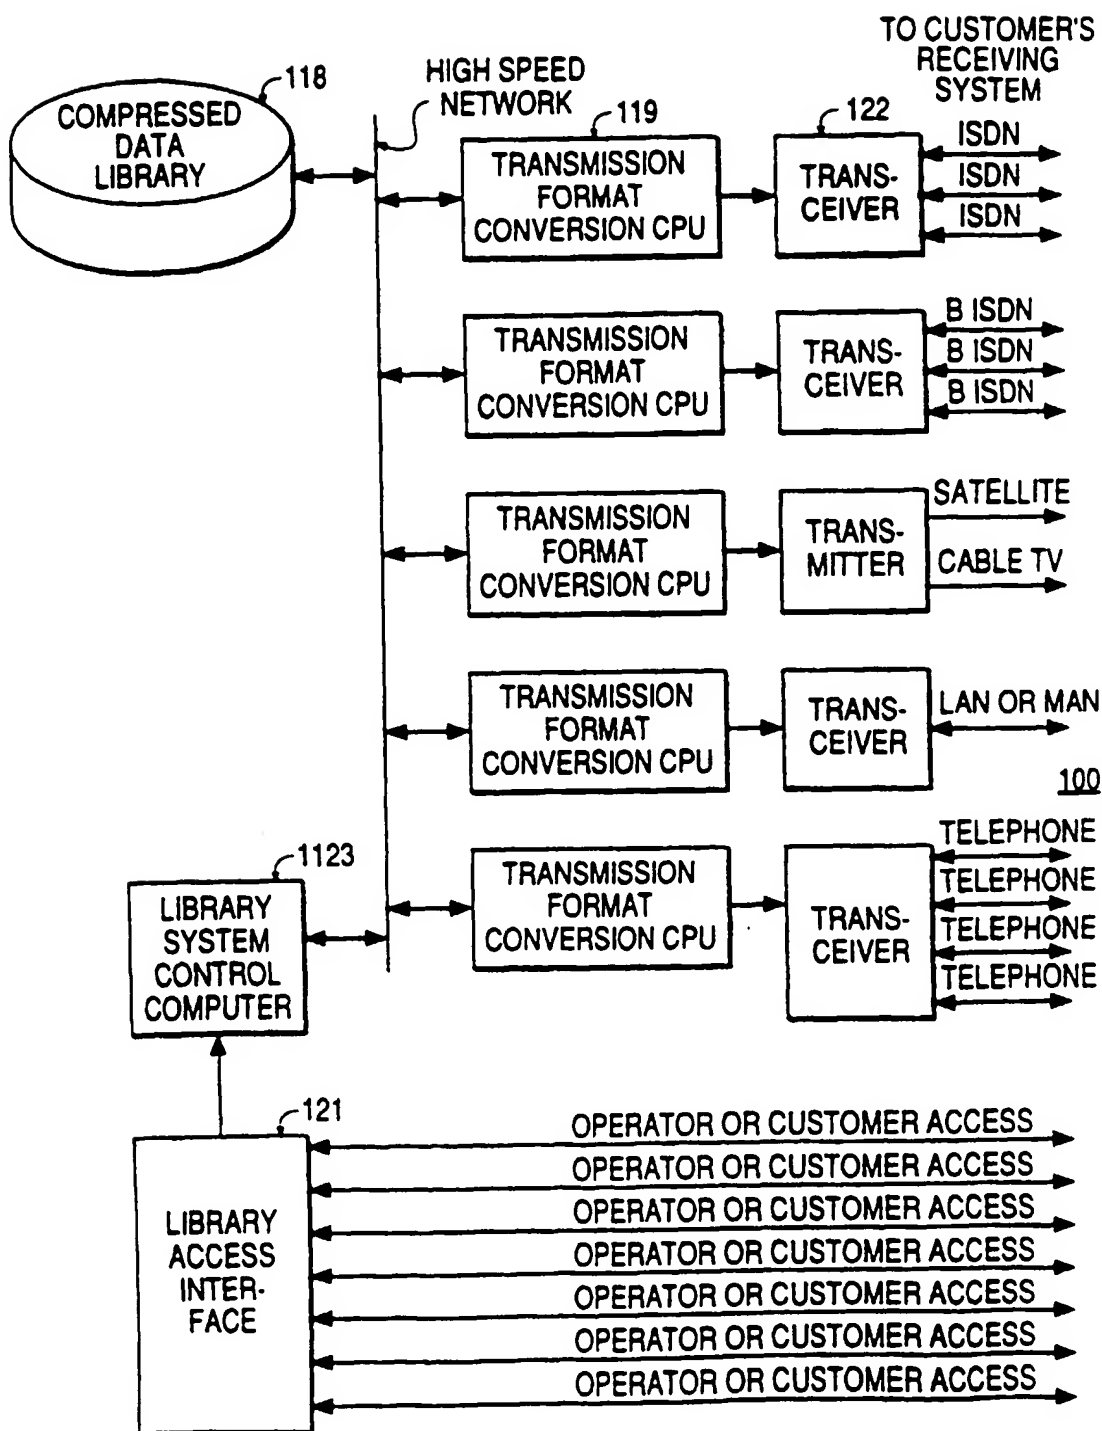 TO CUSTOMER'S
RECEIVING
SYSTEM
118
HIGH SPEED
NETWORK
COMPRESSED
DATA
LIBRARY
119
TRANSMISSION
FORMAT
CONVERSION CPU
122
TRANS-
CEIVER
ISDN
ISDN
ISDN
TRANSMISSION
FORMAT
CONVERSION CPU
TRANS-
CEIVER
B ISDN
B ISDN
B ISDN
TRANSMISSION
FORMAT
CONVERSION CPU
TRANS-
MITTER
SATELLITE
CABLE TV
TRANSMISSION
FORMAT
CONVERSION CPU
TRANS-
CEIVER
LAN OR MAN
100
1123
LIBRARY
SYSTEM
CONTROL
COMPUTER
TRANSMISSION
FORMAT
CONVERSION CPU
TRANS-
CEIVER
TELEPHONE
TELEPHONE
TELEPHONE
TELEPHONE
121
LIBRARY
ACCESS
INTER-
FACE
OPERATOR OR CUSTOMER ACCESS
OPERATOR OR CUSTOMER ACCESS
OPERATOR OR CUSTOMER ACCESS
OPERATOR OR CUSTOMER ACCESS
OPERATOR OR CUSTOMER ACCESS
OPERATOR OR CUSTOMER ACCESS
OPERATOR OR CUSTOMER ACCESS